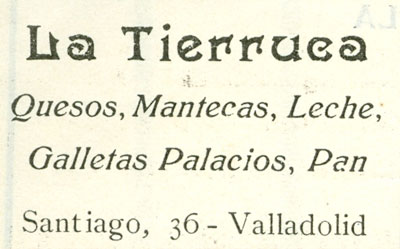 La Tierruca
Quesos, Mantecas, Leche,
Galletas Palacios, Pan
Santiago, 36 - Valladolid